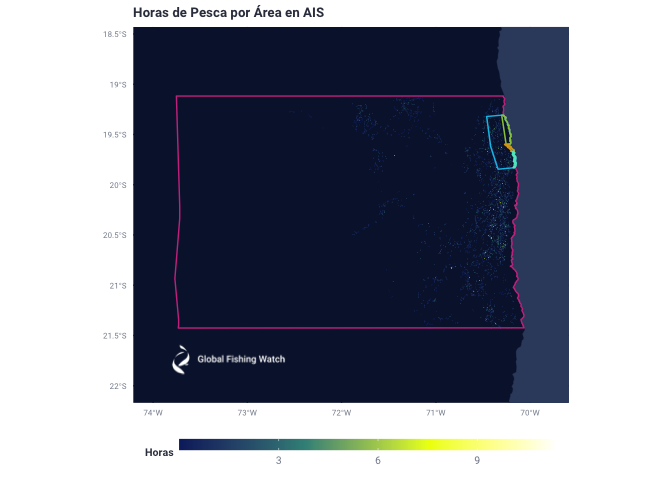 Horas de Pesca por Área en AIS
18.5°S
19°S
19.5°S
20°S
20.5°S
21°S
21.5°S
22°S
Global Fishing Watch
74°W
73°W
72°W
71°W
70°W
Horas
3
6
9